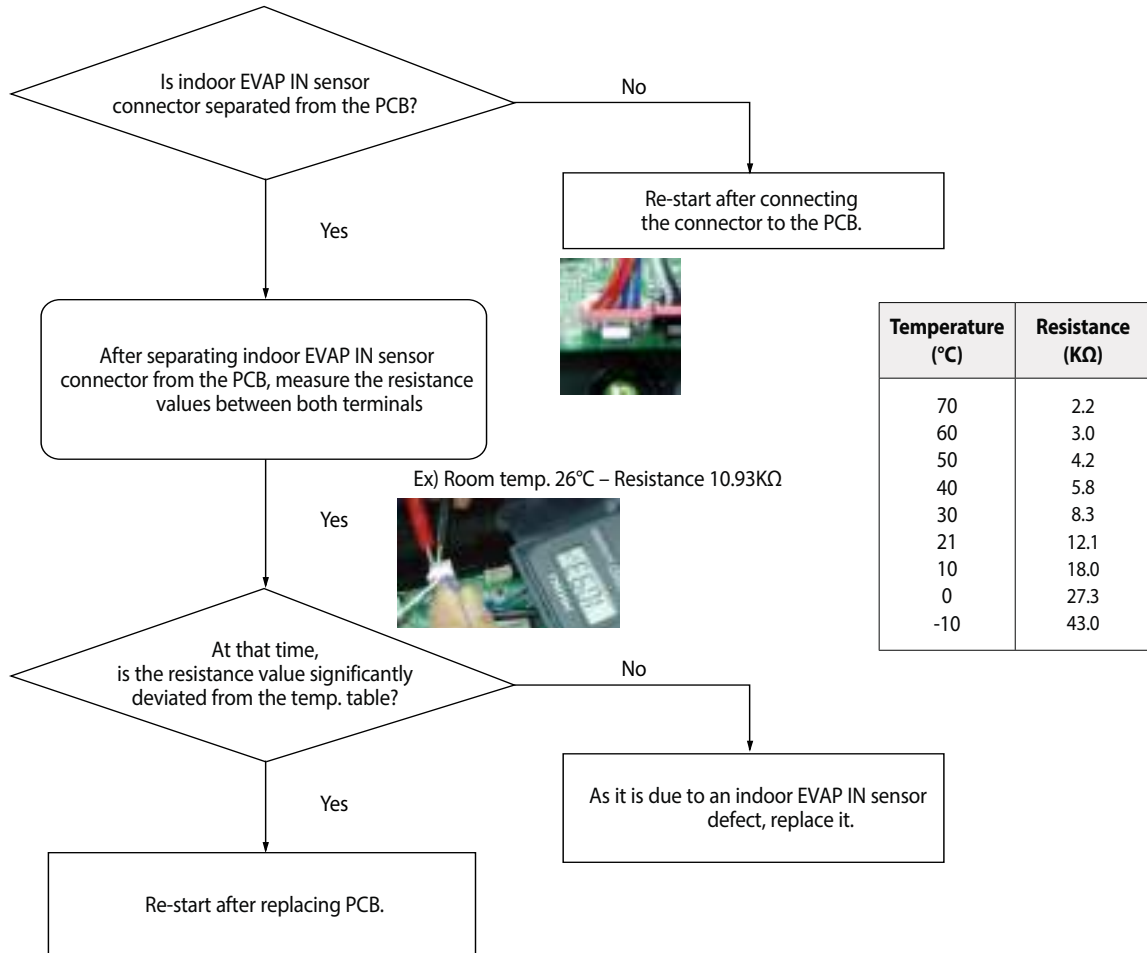 Is indoor EVAP IN sensor
connector separated from the PCB?
No
Re-start after connecting
the connector to the PCB.
Yes
After separating indoor EVAP IN sensor
connector from the PCB, measure the resistance
values between both terminals
Temperature Resistance
(°C) (KΩ)
70 2.2
60 3.0
50 4.2
40 5.8
30 8.3
21 12.1
10 18.0
0 27.3
-10 43.0
Ex) Room temp. 26°C – Resistance 10.93KΩ
Yes
At that time,
is the resistance value significantly
deviated from the temp. table?
No
As it is due to an indoor EVAP IN sensor
defect, replace it.
Yes
Re-start after replacing PCB.